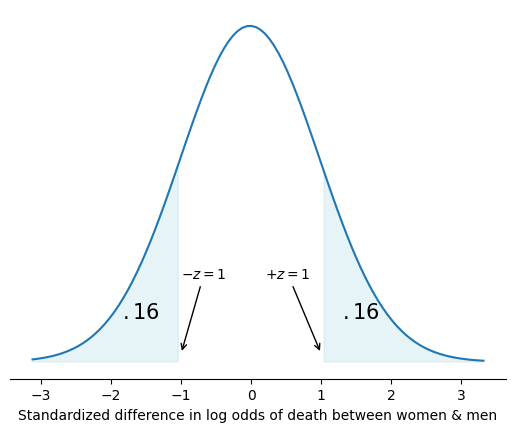 −z = 1
+z = 1
.16
.16
−3 −2 −1 0 1 2 3
Standardized difference in log odds of death between women & men